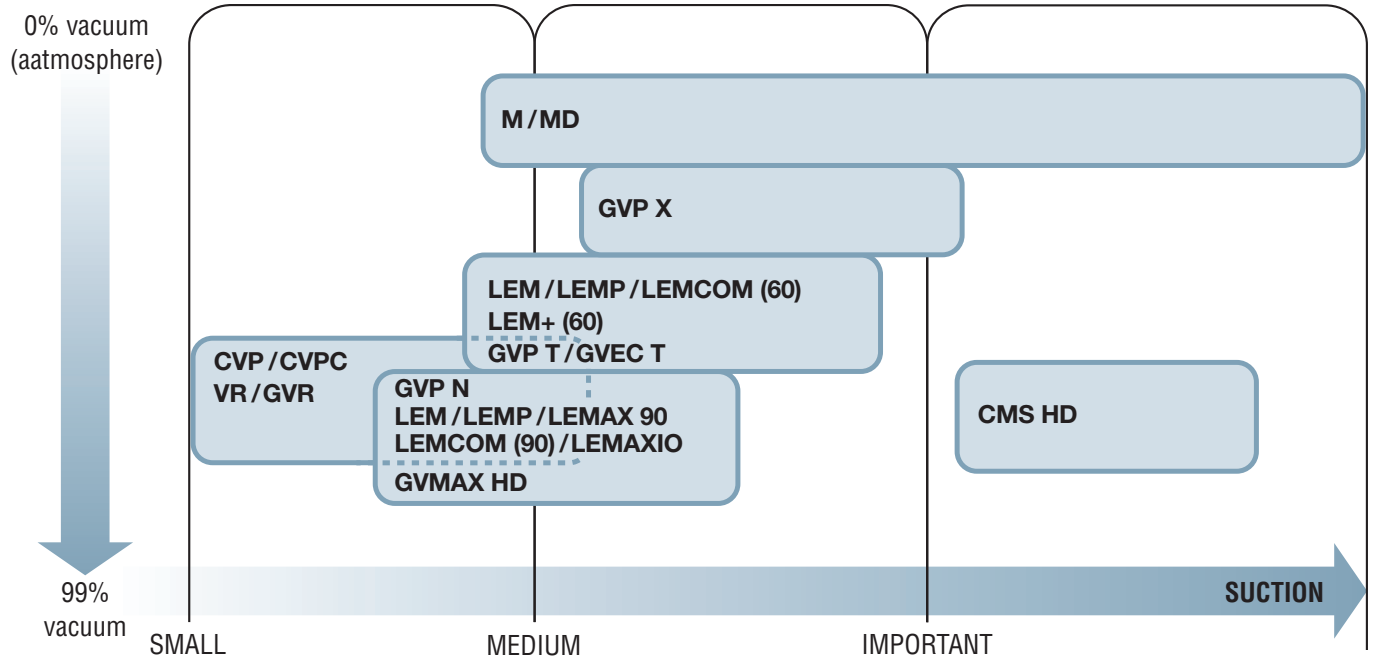 0% vacuum
(aatmosphere)
M / MD
GVP X
LEM / LEMP / LEMCOM (60)
LEM+ (60)
GVP T / GVEC T
CVP / CVPC
VR / GVR
GVP N
LEM / LEMP / LEMAX 90
LEMCOM (90) / LEMAXIO
GVMAX HD
CMS HD
99%
vacuum
SUCTION
SMALL
MEDIUM
IMPORTANT